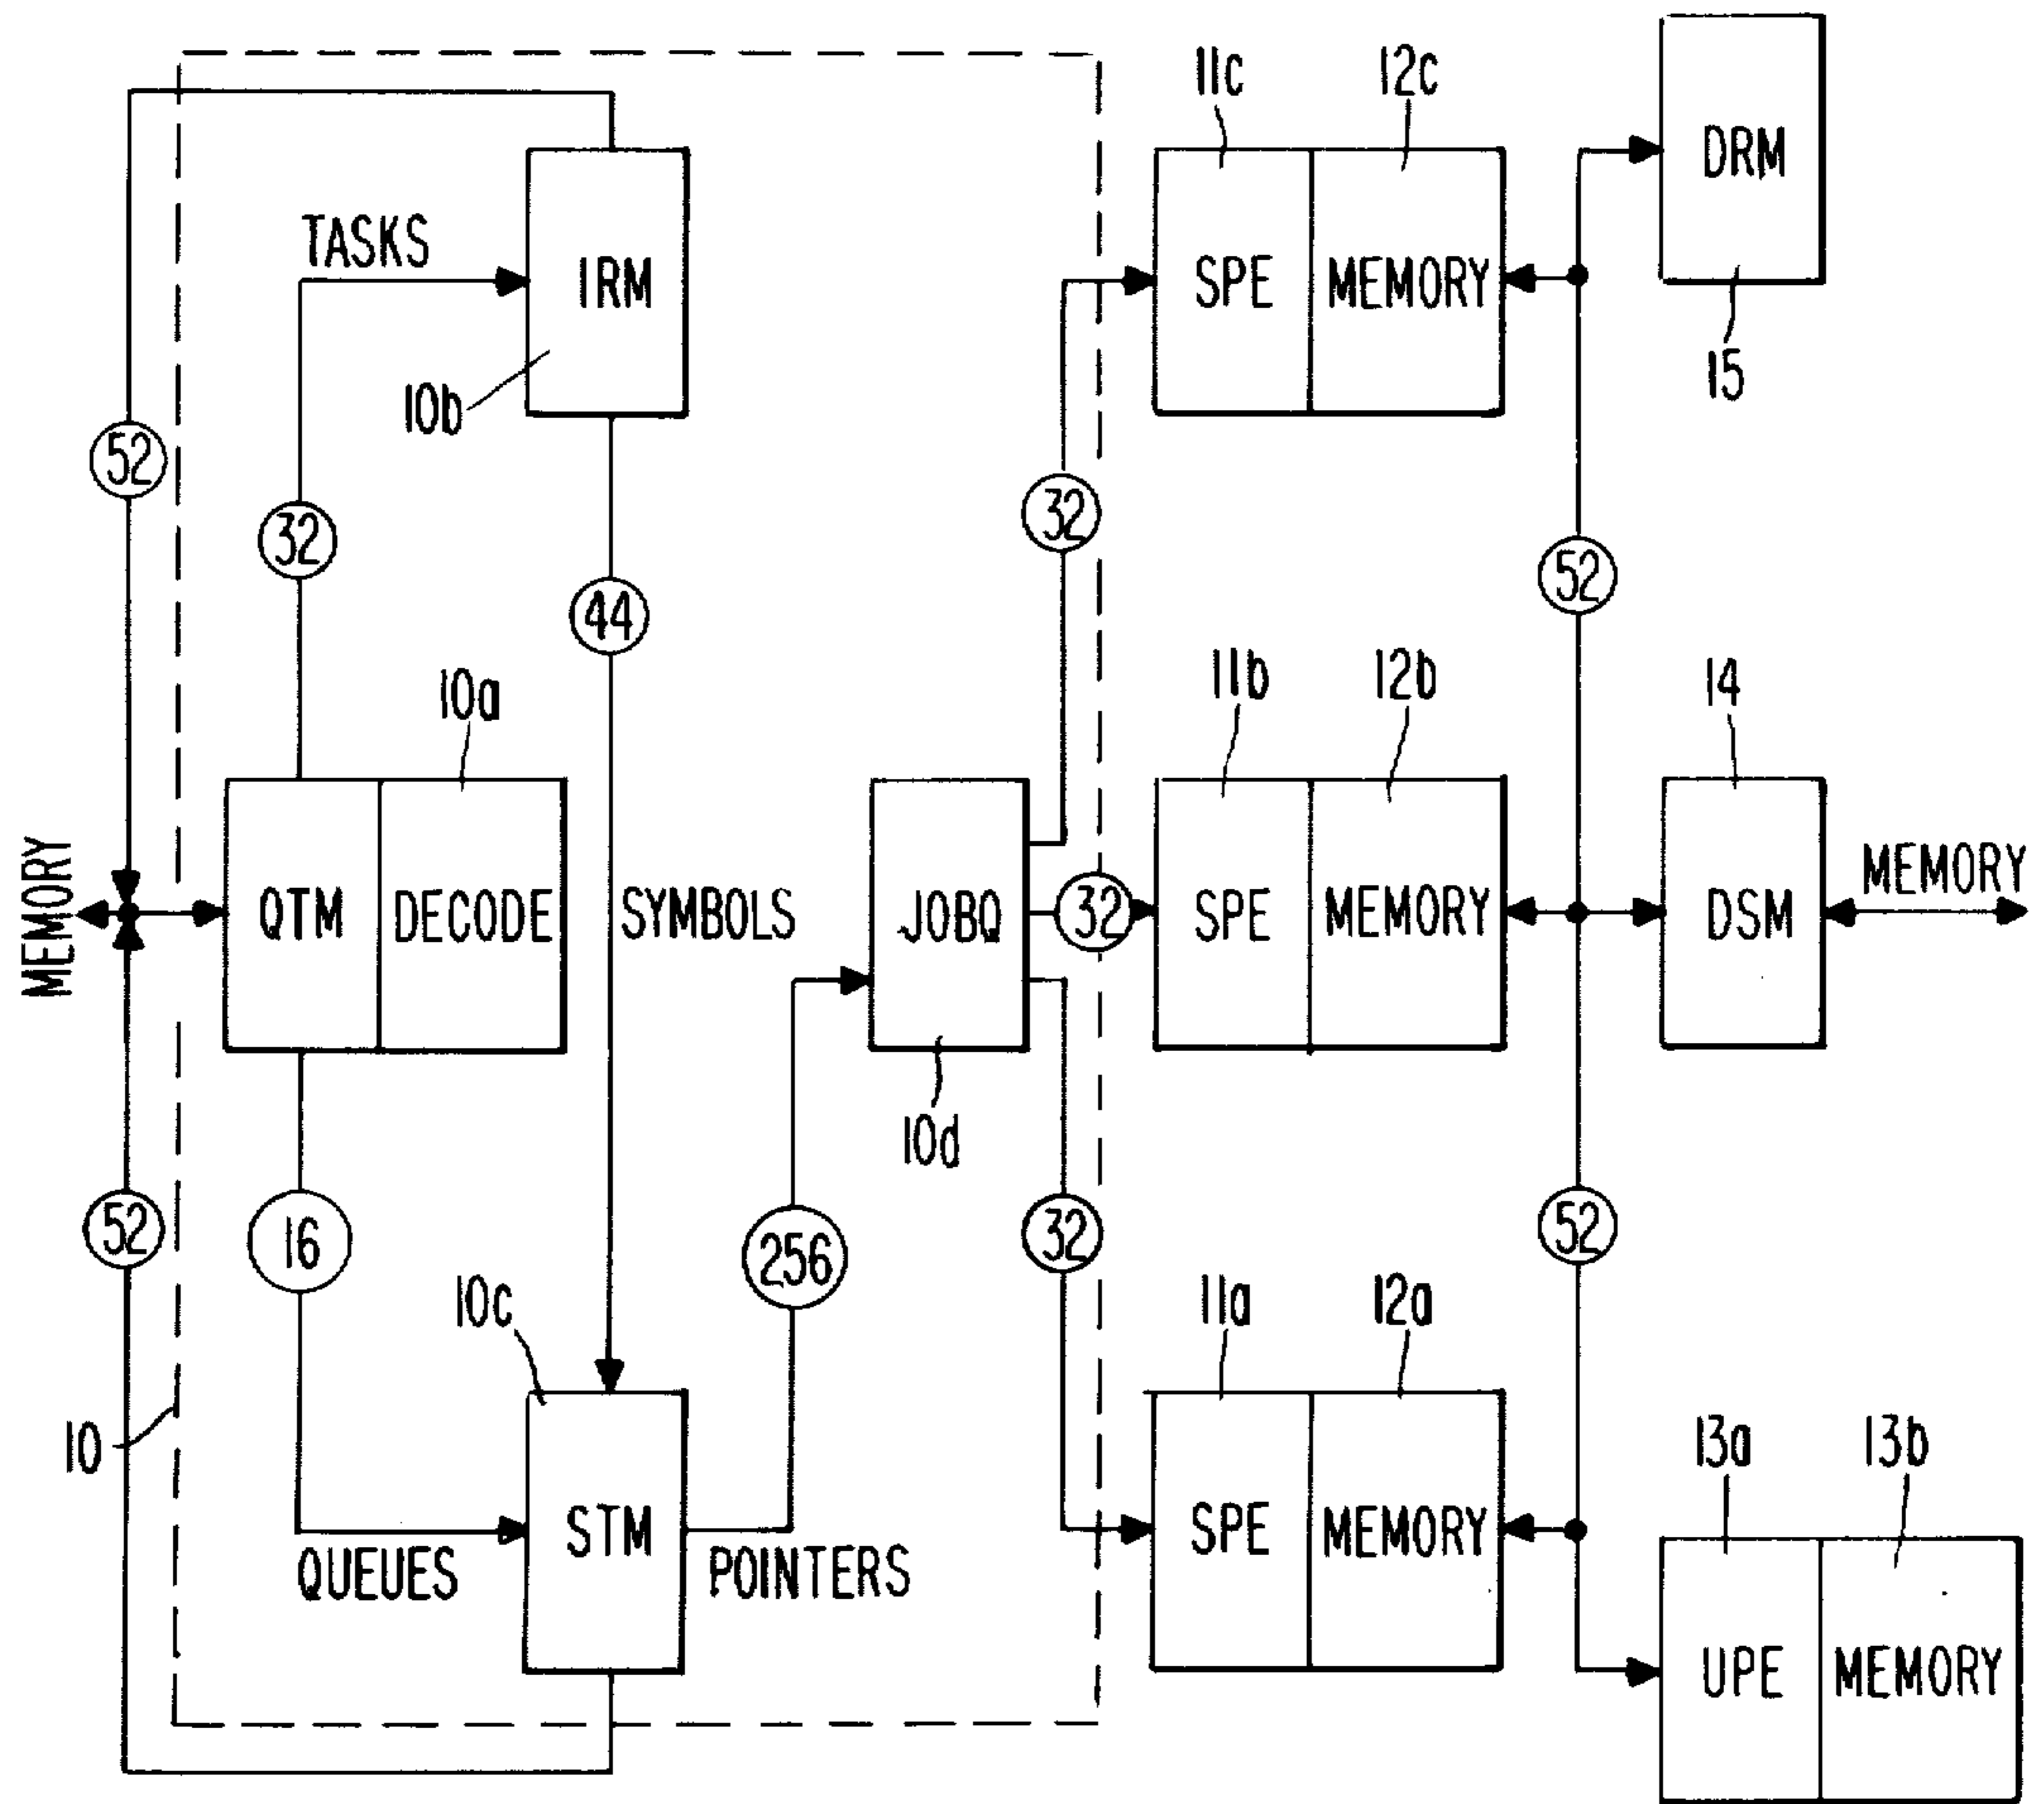 11c
12c
DRM
15
TASKS
IRM
10b
SPE
MEMORY
52
32
44
32
52
10a
11b
12b
14
MEMORY
QTM
DECODE
SYMBOLS
JOBQ
32
SPE
MEMORY
DSM
MEMORY
10d
52
16
256
32
52
10c
11a
12a
10
13a
13b
QUEUES
STM
POINTERS
SPE
MEMORY
UPE
MEMORY